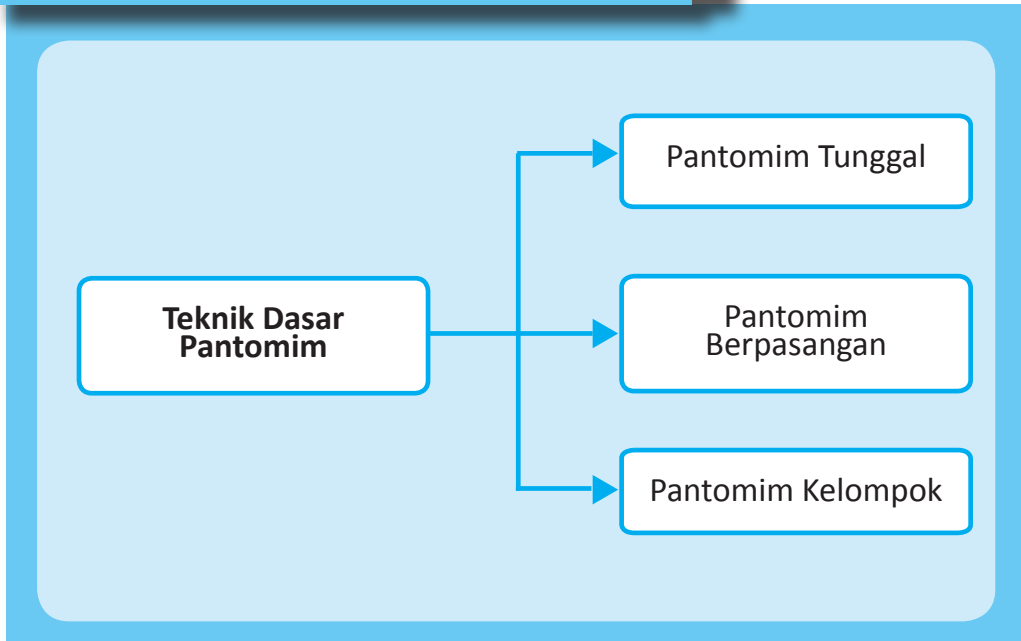 Teknik Dasar
Pantomim
Pantomim Tunggal
Pantomim
Berpasangan
Pantomim Kelompok